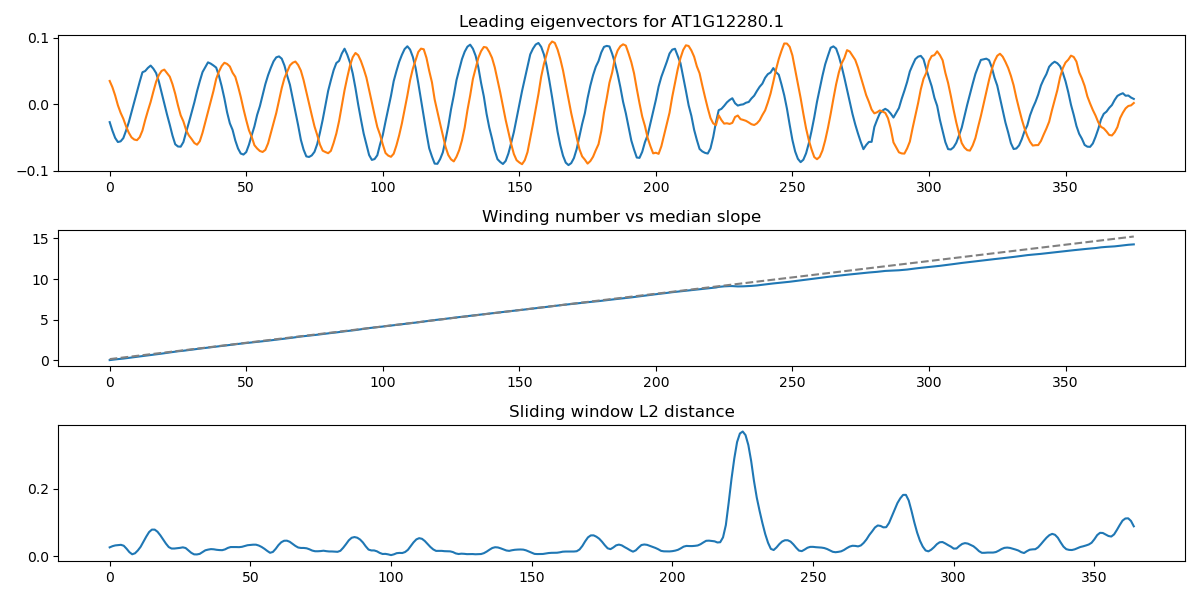 Leading eigenvectors for AT1G12280.1
0.1
0.0
−0.1
0 50 100 150 200 250 300 350
Winding number vs median slope
15
10
5
0
0 50 100 150 200 250 300 350
Sliding window L2 distance
0.2
0.0
0 50 100 150 200 250 300 350